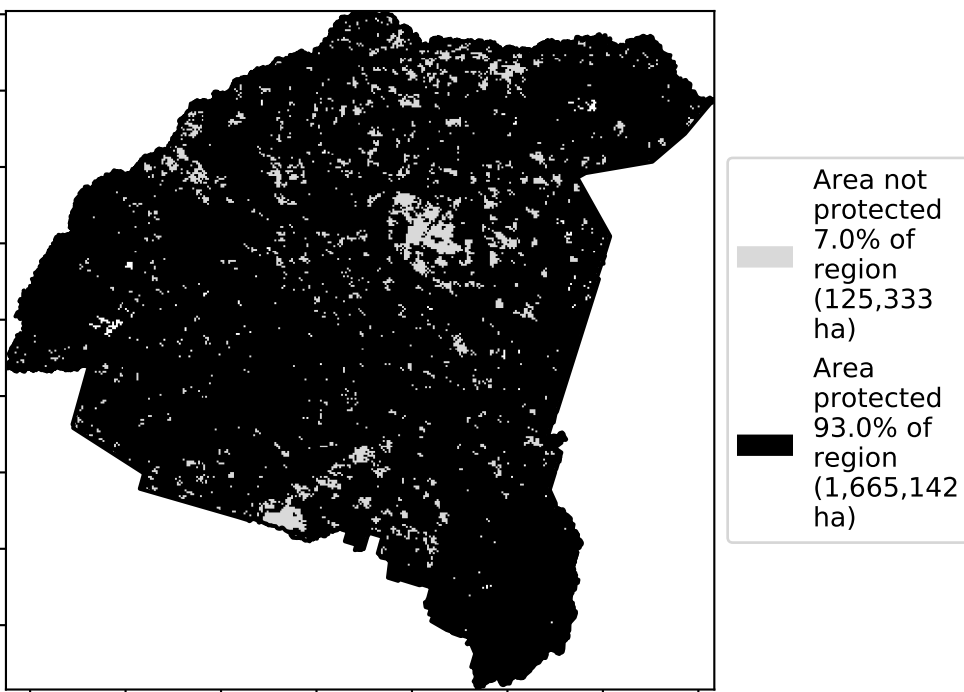 Area not
protected
7.0% of
region
(125,333
ha)
Area
protected
93.0% of
region
(1,665,142
ha)